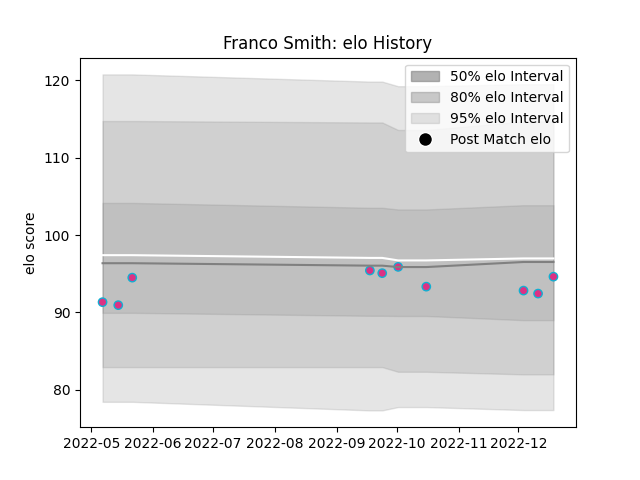 Franco Smith: elo History
50% elo Interval
80% elo Interval
95% elo Interval
Post Match elo
elo score
120
110
100
90
80
2022-05 2022-06 2022-07 2022-08 2022-09 2022-10 2022-11 2022-12